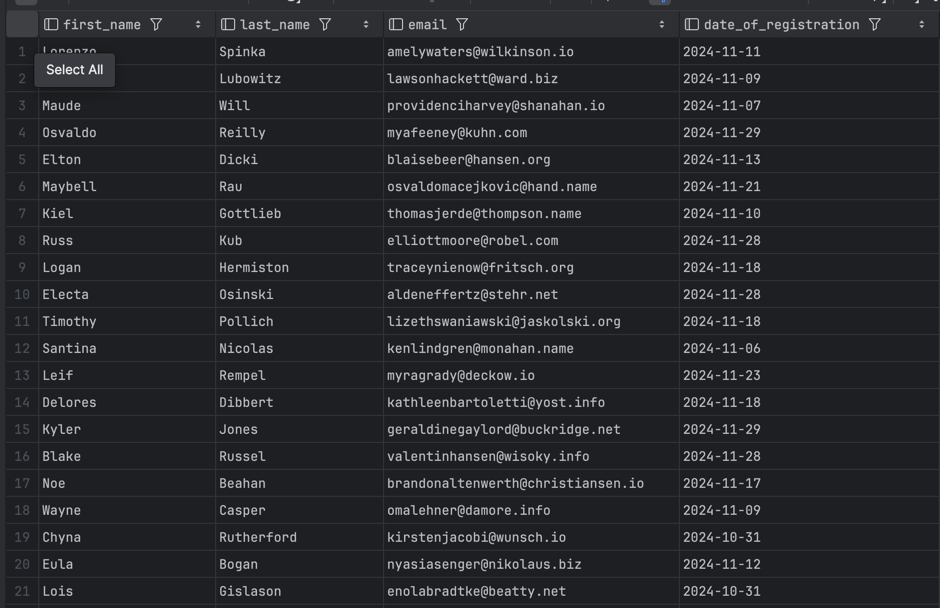 first_name last_name email date_of_registration
1 Lorenzo Spinka amelywaters@wilkinson.io 2024-11-11
Select All
2 Lubowitz lawsonhackett@ward.biz 2024-11-09
3 Maude Will providenciharvey@shanahan.io 2024-11-07
4 Osvaldo Reilly myafeeney@kuhn.com 2024-11-29
5 Elton Dicki blaisebeer@hansen.org 2024-11-13
6 Maybell Rau osvaldomacejkovic@hand.name 2024-11-21
7 Kiel Gottlieb thomasjerde@thompson.name 2024-11-10
8 Russ Kub elliottmoore@robel.com 2024-11-28
9 Logan Hermiston traceynienow@fritsch.org 2024-11-18
10 Electa Osinski aldeneffertz@stehr.net 2024-11-28
11 Timothy Pollich lizethswaniawski@jaskolski.org 2024-11-18
12 Santina Nicolas kenlindgren@monahan.name 2024-11-06
13 Leif Rempel myragrady@deckow.io 2024-11-23
14 Delores Dibbert kathleenbartoletti@yost.info 2024-11-18
15 Kyler Jones geraldinegaylord@buckridge.net 2024-11-29
16 Blake Russel valentinhansen@wisoky.info 2024-11-28
17 Noe Beahan brandonaltenwerth@christiansen.io 2024-11-17
18 Wayne Casper omalehner@damore.info 2024-11-09
19 Chyna Rutherford kirstenjacobi@wunsch.io 2024-10-31
20 Eula Bogan nyasiasenger@nikolaus.biz 2024-11-12
21 Lois Gislason enolabradtke@beatty.net 2024-10-31